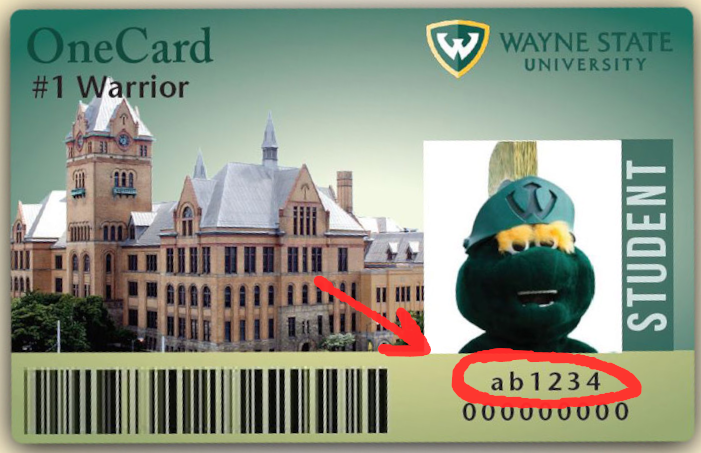 OneCard
#1 Warrior
WAYNE STATE
UNIVERSITY
STUDENT
ab1234
000000000